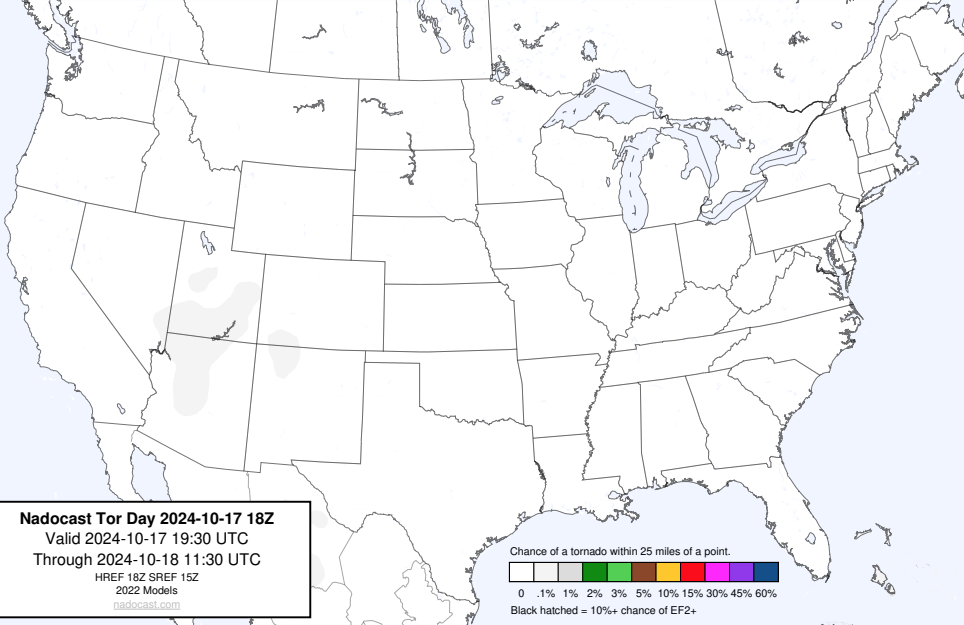 Nadocast Tor Day 2024-10-17 18Z
Valid 2024-10-17 19:30 UTC
Through 2024-10-18 11:30 UTC
HREF 18Z SREF 15Z
2022 Models
nadocast.com
Chance of a tornado within 25 miles of a point.
0 .1% 1% 2% 3% 5% 10% 15% 30% 45% 60%
Black hatched = 10%+ chance of EF2+